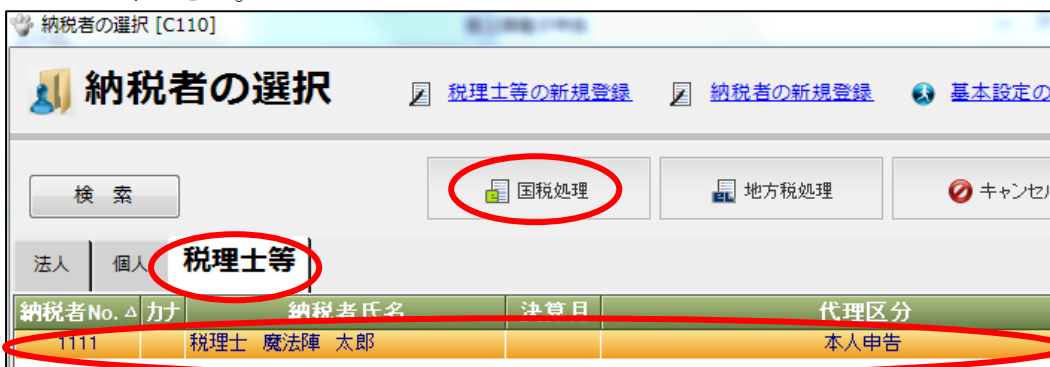 納税者の選択 [C110]
納税者の選択 税理士等の新規登録 納税者の新規登録 基本設定の
検 索 国税処理 地方税処理 キャンセル
法人 個人 税理士等
納税者No. カナ 納税者氏名 決算月 代理区分
1111 税理士 魔法陣 太郎 本人申告